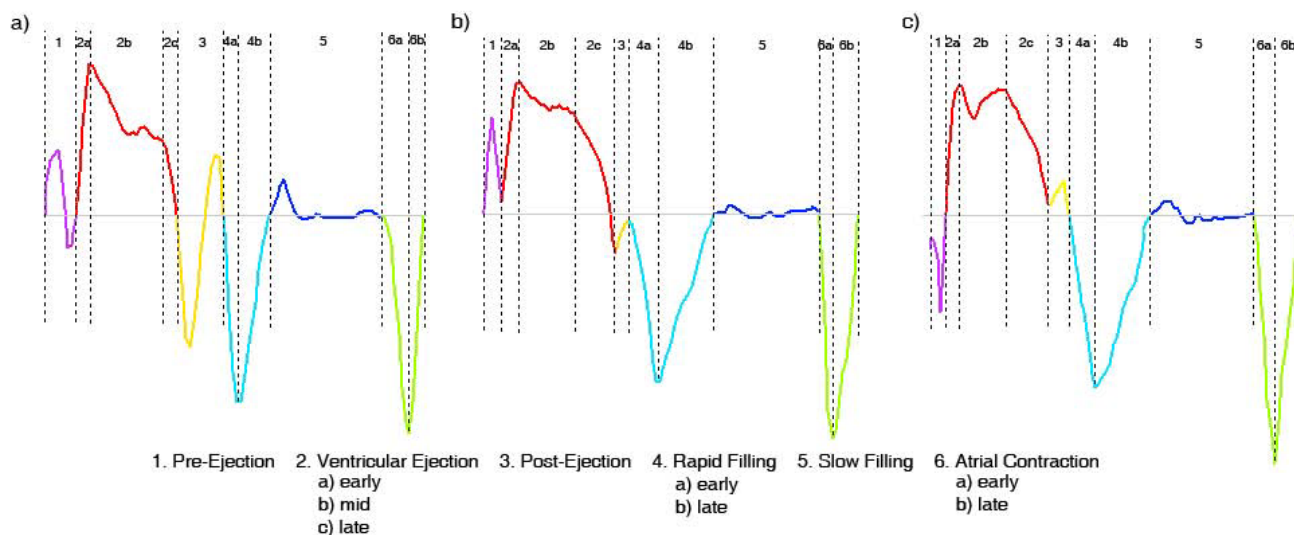 a)
1 2a 2b 2c 3 4a 4b 5 6a 6b
b)
1 2a 2b 2c 3 4a 4b 5 6a 6b
c)
1 2a 2b 2c 3 4a 4b 5 6a 6b
1. Pre-Ejection 2. Ventricular Ejection 3. Post-Ejection 4. Rapid Filling 5. Slow Filling 6. Atrial Contraction
a) early a) early a) early
b) mid b) late b) late
c) late